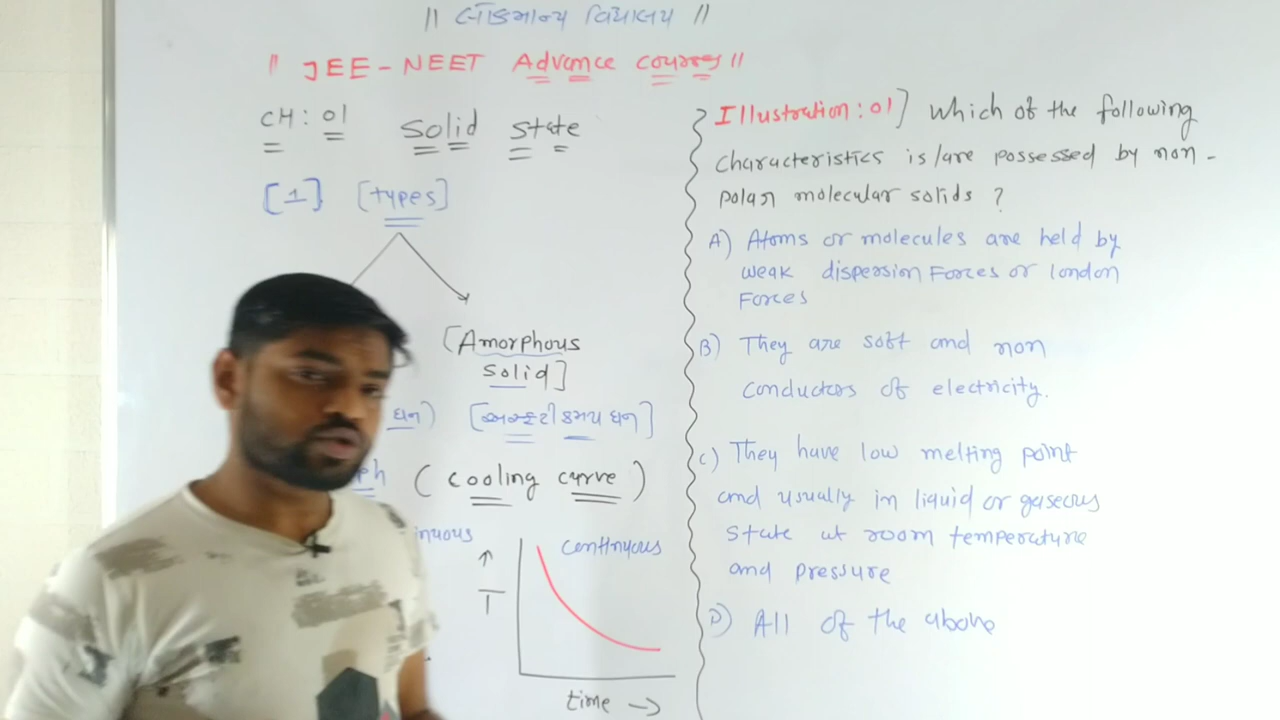 || લોકમાન્ય વિદ્યાલય ||
|| JEE-NEET Advance courses ||
CH: 01 Solid state
[1] [types]
[Amorphous
solid]
ઘન) [અસ્ફટીકમય ઘન]
ph (cooling curve)
inuous
continuous
T
time →
Illustration: 01] Which of the following
characteristics is/are possessed by non-
polar molecular solids ?
A) Atoms or molecules are held by
weak dispersion Forces or london
Forces
B) They are soft and non
conductors of electricity.
C) They have low melting point
and usually in liquid or gaseous
state at room temperature
and pressure
D) All of the above